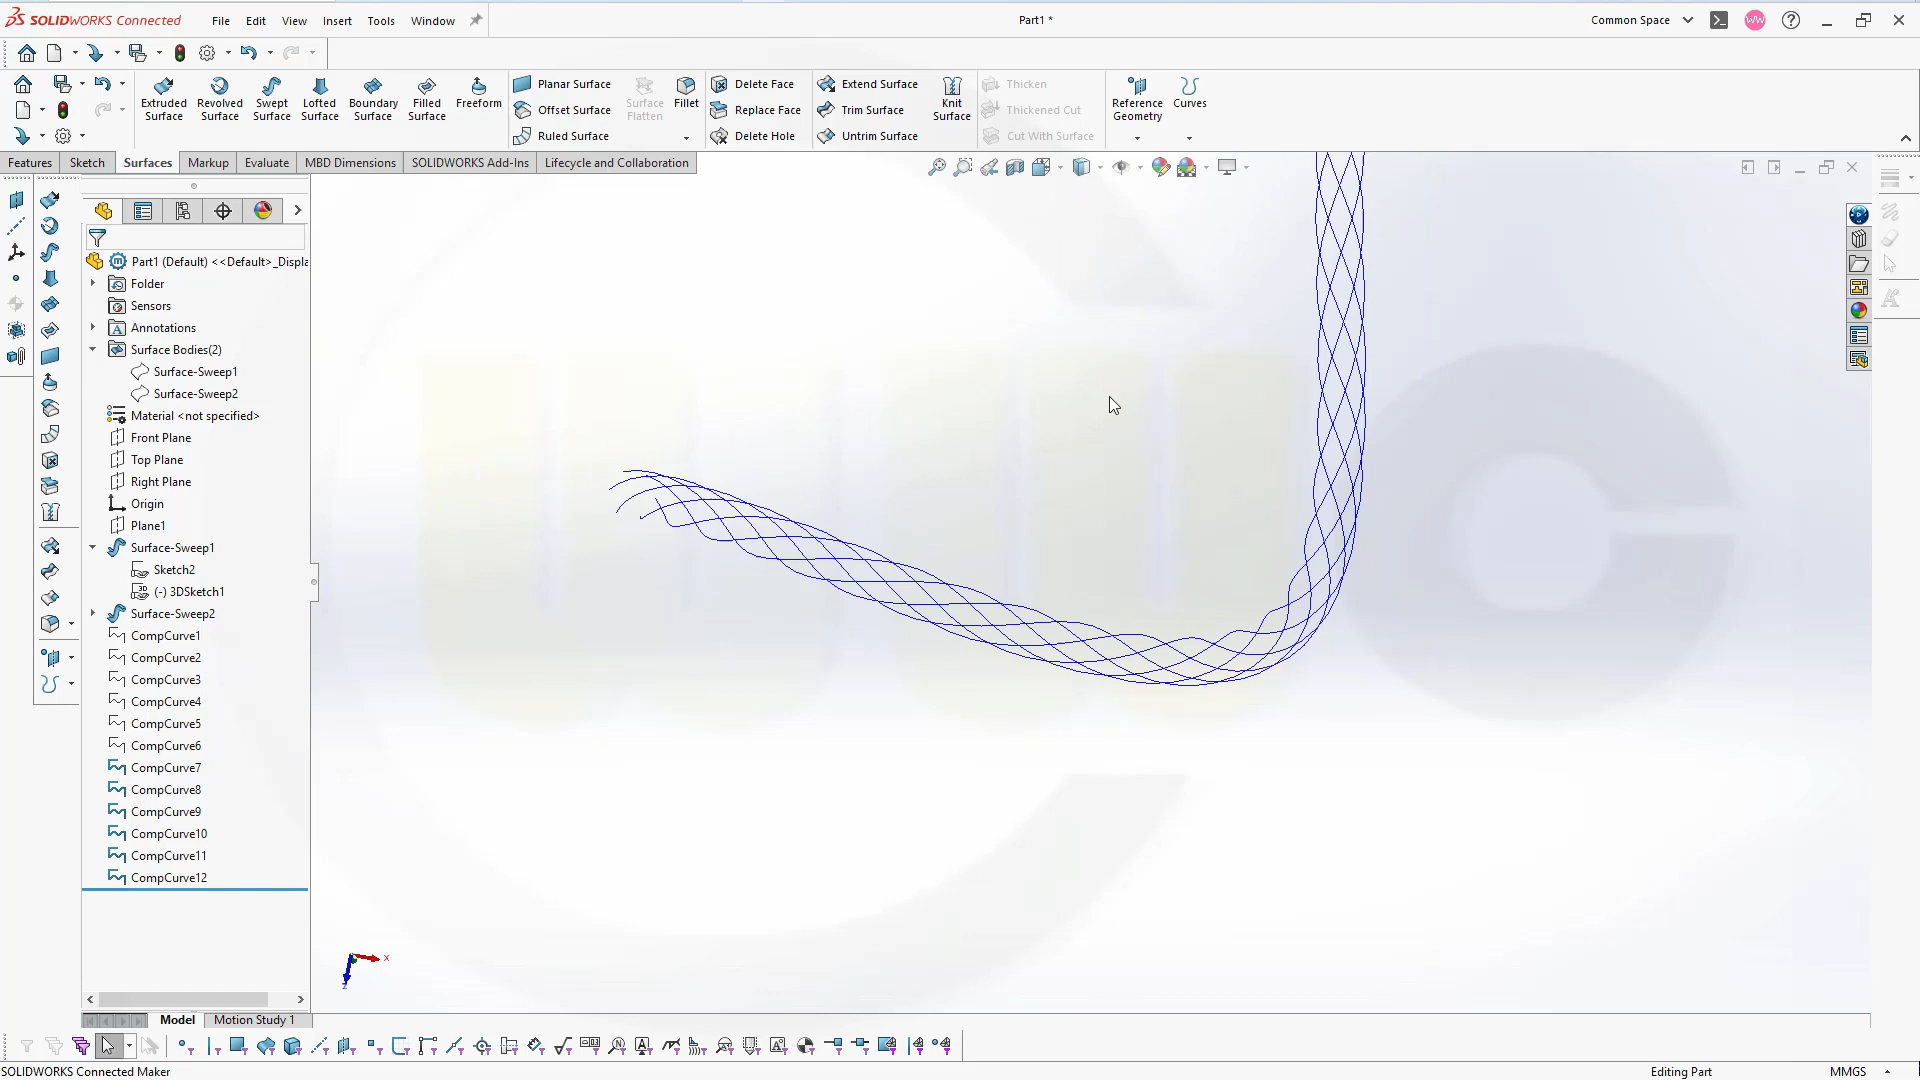 SOLIDWORKS Connected File Edit View Insert Tools Window Part1 * Common Space WW
Extruded Surface Revolved Surface Swept Surface Lofted Surface Boundary Surface Filled Surface Freeform Planar Surface Offset Surface Ruled Surface Surface Flatten Fillet Delete Face Replace Face Delete Hole Extend Surface Trim Surface Untrim Surface Knit Surface Thicken Thickened Cut Cut With Surface Reference Geometry Curves
Features Sketch Surfaces Markup Evaluate MBD Dimensions SOLIDWORKS Add-Ins Lifecycle and Collaboration
Part1 (Default) <<Default>_Displa
Folder
Sensors
Annotations
Surface Bodies(2)
Surface-Sweep1
Surface-Sweep2
Material <not specified>
Front Plane
Top Plane
Right Plane
Origin
Plane1
Surface-Sweep1
Sketch2
(-) 3DSketch1
Surface-Sweep2
CompCurve1
CompCurve2
CompCurve3
CompCurve4
CompCurve5
CompCurve6
CompCurve7
CompCurve8
CompCurve9
CompCurve10
CompCurve11
CompCurve12
x
z
Model Motion Study 1
SOLIDWORKS Connected Maker Editing Part MMGS